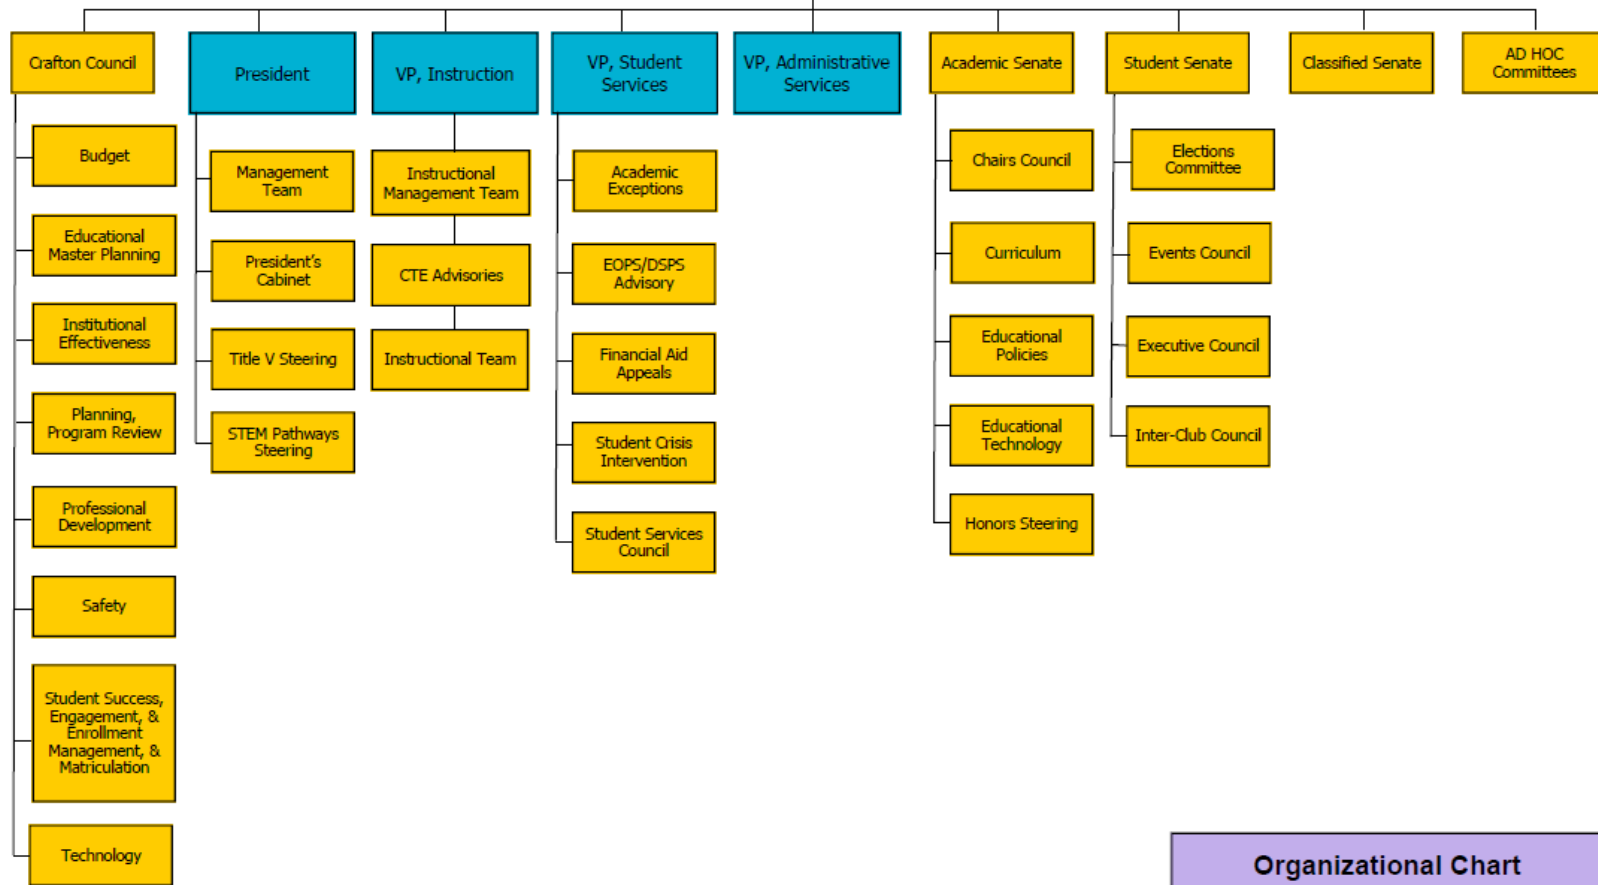 Crafton Council
President
VP, Instruction
VP, Student
Services
VP, Administrative
Services
Academic Senate
Student Senate
Classified Senate
AD HOC
Committees
Budget
Educational
Master Planning
Institutional
Effectiveness
Planning,
Program Review
Professional
Development
Safety
Student Success,
Engagement, &
Enrollment
Management, &
Matriculation
Technology
Management
Team
President's
Cabinet
Title V Steering
STEM Pathways
Steering
Instructional
Management Team
CTE Advisories
Instructional Team
Academic
Exceptions
EOPS/DSPS
Advisory
Financial Aid
Appeals
Student Crisis
Intervention
Student Services
Council
Chairs Council
Curriculum
Educational
Policies
Educational
Technology
Honors Steering
Elections
Committee
Events Council
Executive Council
Inter-Club Council
Organizational Chart